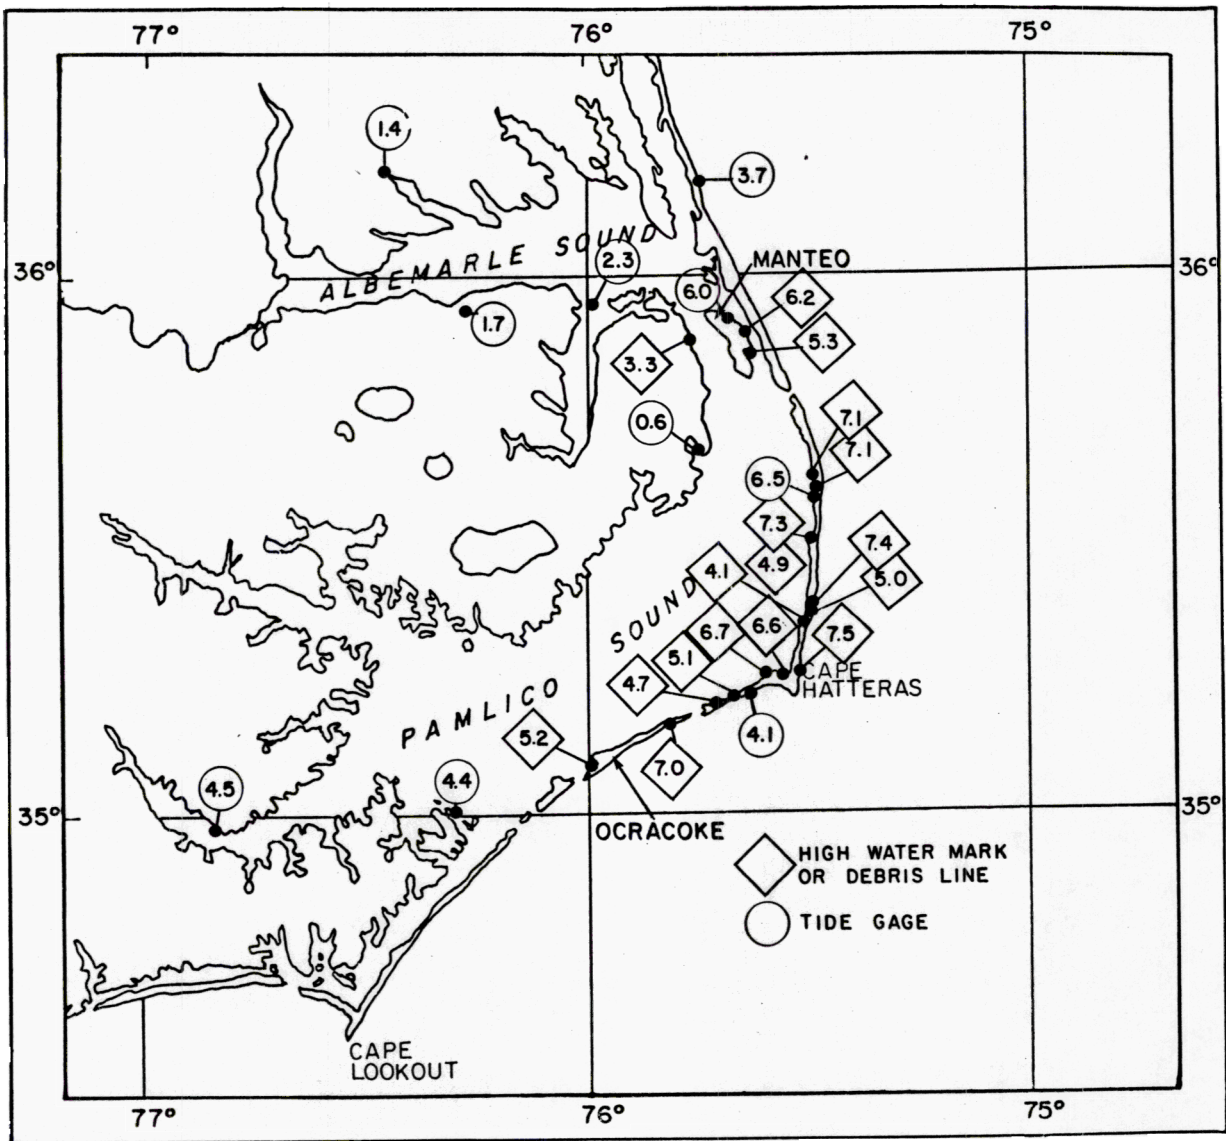 77° 76° 75°
1.4
3.7
ALBEMARLE SOUND
2.3
36° 36°
MANTEO
6.0
6.2
1.7
5.3
3.3
0.6
7.1
7.1
6.5
7.3
7.4
4.1
4.9
5.0
SOUND
6.7
6.6
7.5
5.1
4.7
CAPE
HATTERAS
PAMLICO
5.2
4.1
7.0
4.5
4.4
35° 35°
OCRACOKE
HIGH WATER MARK
OR DEBRIS LINE
TIDE GAGE
CAPE
LOOKOUT
77° 76° 75°